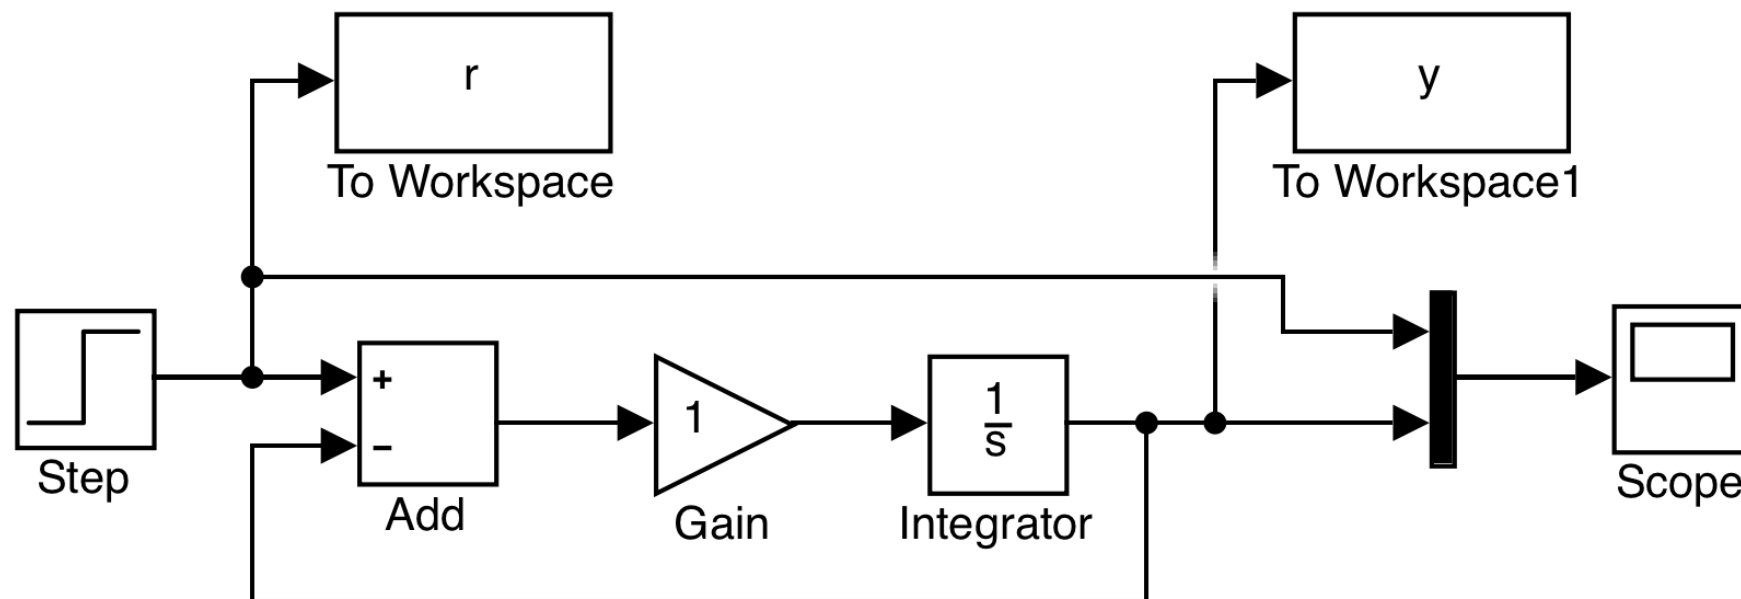 r
To Workspace
y
To Workspace1
Step
+
−
Add
1
Gain
1
s
Integrator
Scope